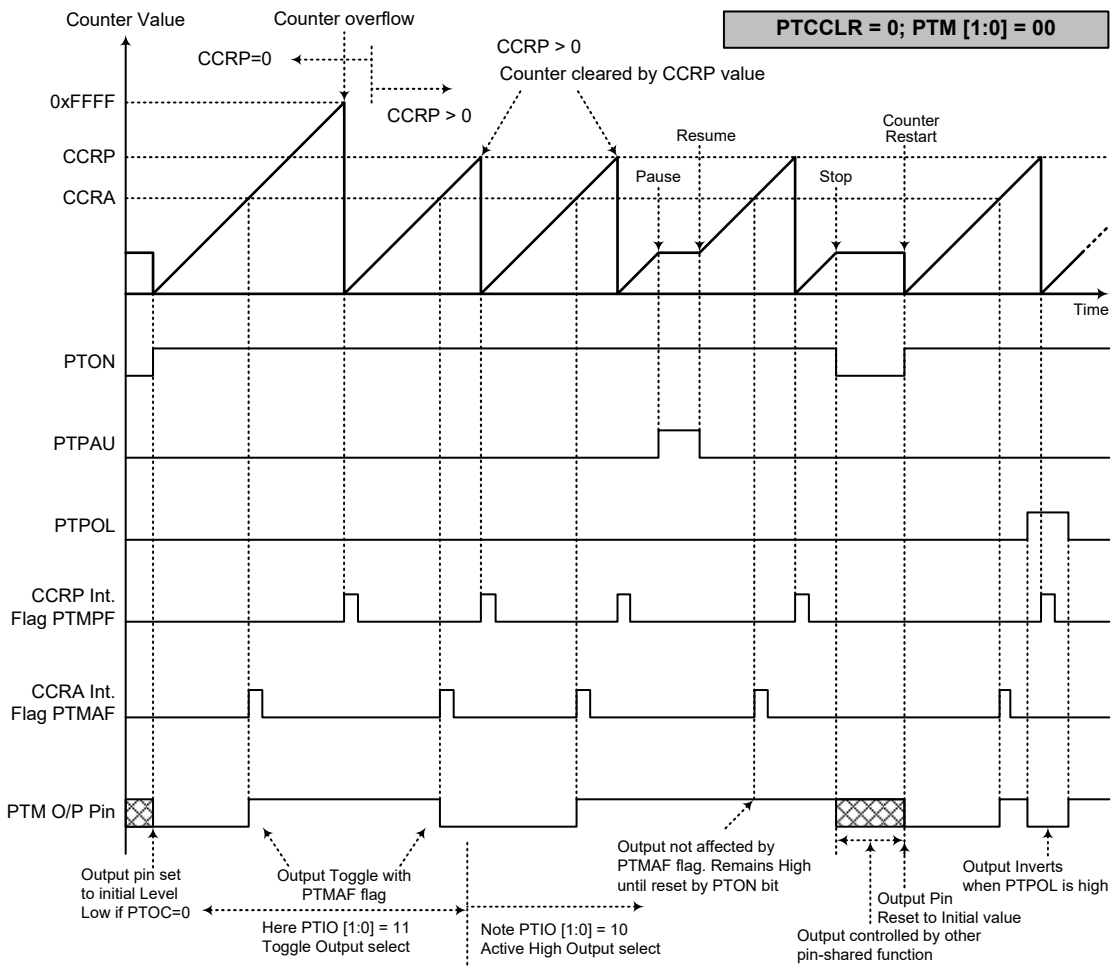 Counter Value
Counter overflow
PTCCLR = 0; PTM [1:0] = 00
CCRP=0
CCRP > 0
CCRP > 0
Counter cleared by CCRP value
0xFFFF
CCRP
CCRA
Pause
Resume
Stop
Counter
Restart
Time
PTON
PTPAU
PTPOL
CCRP Int.
Flag PTMPF
CCRA Int.
Flag PTMAF
PTM O/P Pin
Output pin set
to initial Level
Low if PTOC=0
Output Toggle with
PTMAF flag
Here PTIO [1:0] = 11
Toggle Output select
Note PTIO [1:0] = 10
Active High Output select
Output not affected by
PTMAF flag. Remains High
until reset by PTON bit
Output Pin
Reset to Initial value
Output controlled by other
pin-shared function
Output Inverts
when PTPOL is high